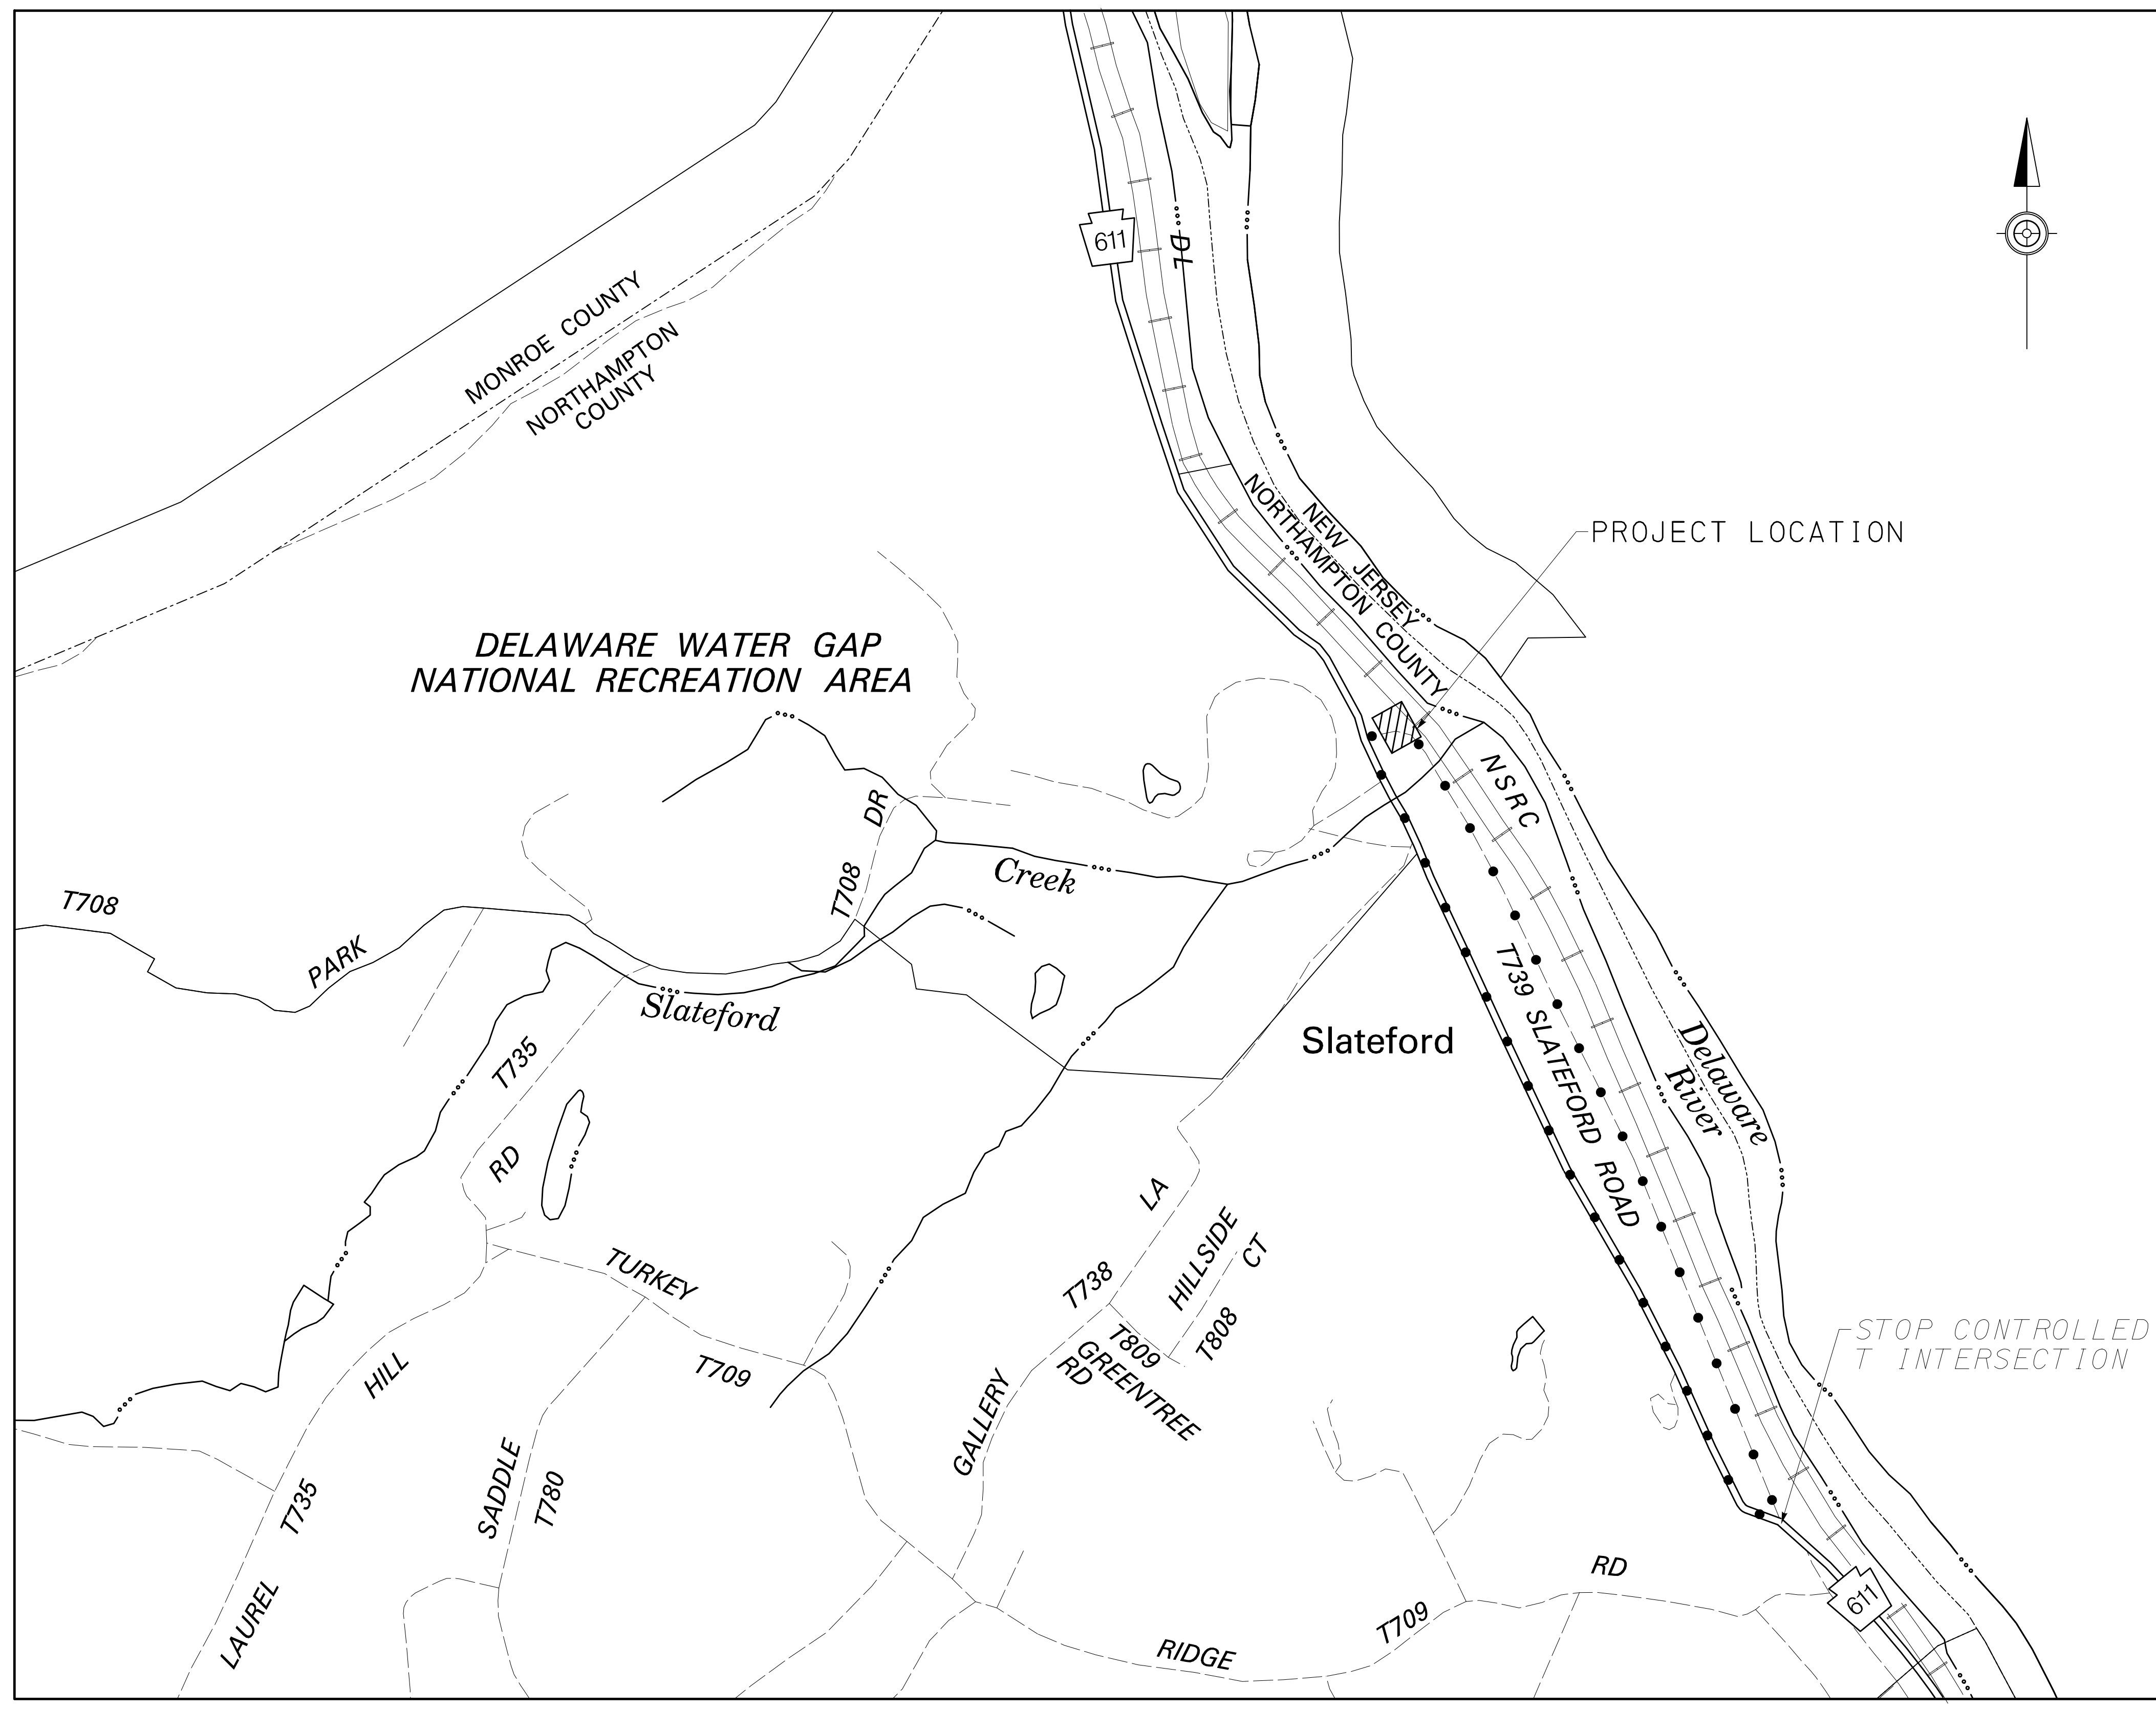 611
DL
MONROE COUNTY
NORTHAMPTON
COUNTY
NEW JERSEY
NORTHAMPTON COUNTY
PROJECT LOCATION
DELAWARE WATER GAP
NATIONAL RECREATION AREA
NSRC
DR
T708
Creek
T708
PARK
Slateford
T735
RD
T739 SLATEFORD ROAD
Slateford
Delaware
River
LA
HILLSIDE
CT
TURKEY
T738
T808
T809
GREENTREE
RD
STOP CONTROLLED
T INTERSECTION
HILL
T709
GALLERY
SADDLE
T780
T735
LAUREL
RD
T709
RIDGE
611